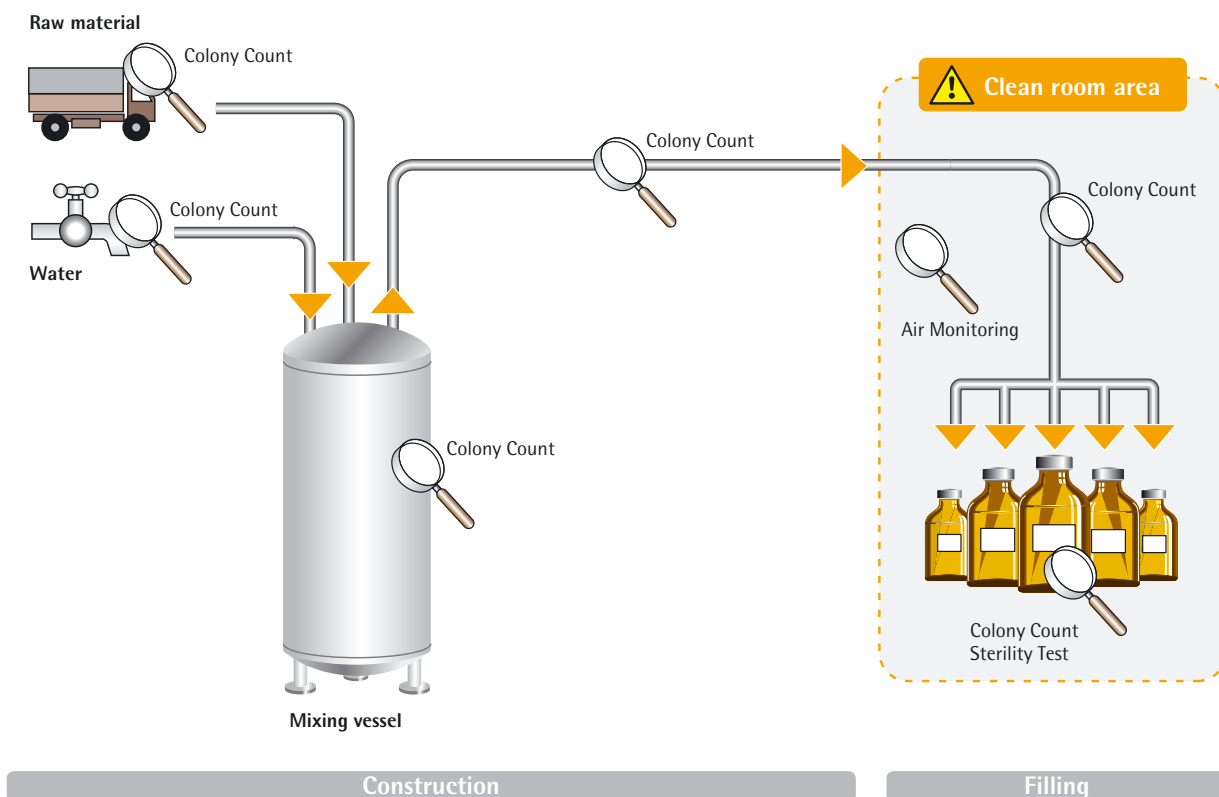 Raw material
Colony Count
Clean room area
Colony Count
Colony Count
Colony Count
Water
Air Monitoring
Colony Count
Colony Count
Sterility Test
Mixing vessel
Construction
Filling